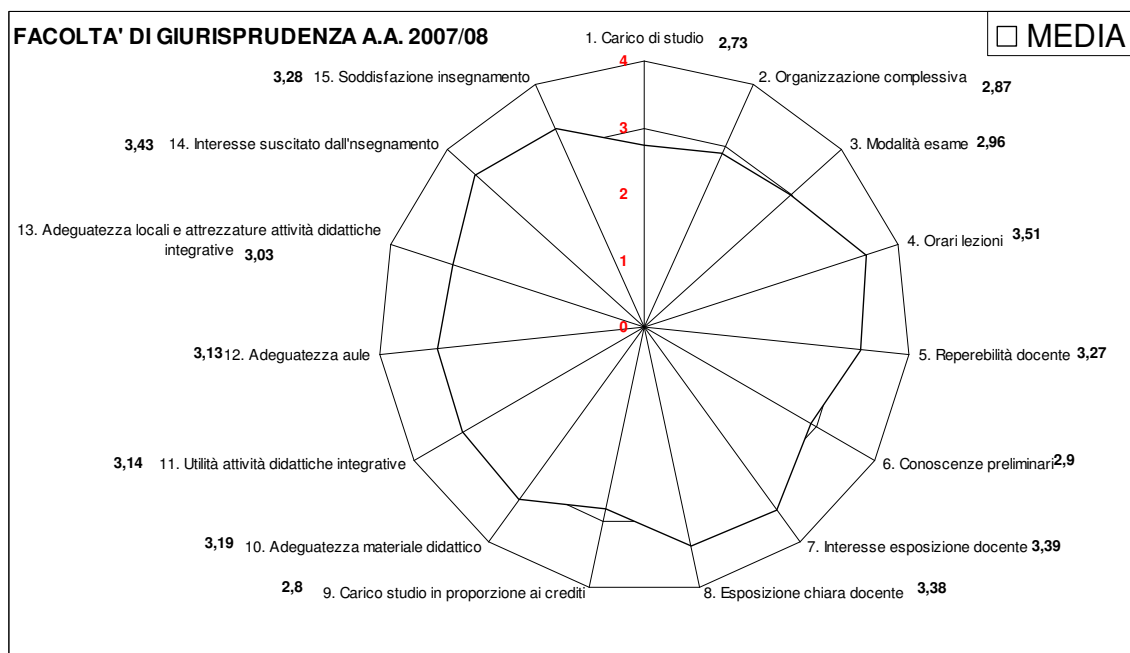 FACOLTA' DI GIURISPRUDENZA A.A. 2007/08
□ MEDIA
1. Carico di studio 2,73
2. Organizzazione complessiva 2,87
3. Modalità esame 2,96
4. Orari lezioni 3,51
5. Reperebilità docente 3,27
6. Conoscenze preliminari 2,9
7. Interesse esposizione docente 3,39
8. Esposizione chiara docente 3,38
2,8 9. Carico studio in proporzione ai crediti
3,19 10. Adeguatezza materiale didattico
3,14 11. Utilità attività didattiche integrative
3,13 12. Adeguatezza aule
13. Adeguatezza locali e attrezzature attività didattiche
integrative 3,03
3,43 14. Interesse suscitato dall'nsegnamento
3,28 15. Soddisfazione insegnamento
4
3
2
1
0